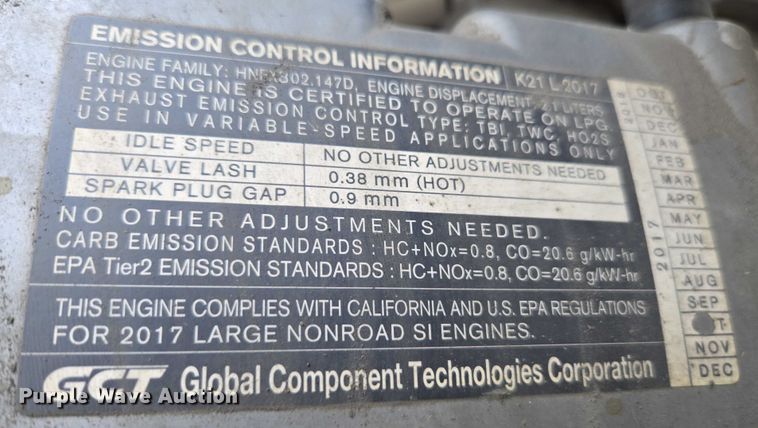 EMISSION CONTROL INFORMATION K21 L-2017
ENGINE FAMILY: ENGINE DISPLACEMENT: 2.1 LITERS
THIS ENGINE IS CERTIFIED TO OPERATE ON LPG.
EXHAUST EMISSION CONTROL TYPE: TBI, TWC, HO2S
USE IN VARIABLE-SPEED APPLICATIONS ONLY
IDLE SPEED NO OTHER ADJUSTMENTS NEEDED
VALVE LASH 0.38 mm (HOT)
SPARK PLUG GAP 0.9 mm
NO OTHER ADJUSTMENTS NEEDED.
CARB EMISSION STANDARDS : HC+NOx=0.8, CO=20.6 g/kW-hr
EPA Tier2 EMISSION STANDARDS : HC+NOx=0.8, CO=20.6 g/kW-hr
THIS ENGINE COMPLIES WITH CALIFORNIA AND U.S. EPA REGULATIONS
FOR 2017 LARGE NONROAD SI ENGINES.
GCT Global Component Technologies Corporation
2016
NOV
DEC
2017
JAN
FEB
MAR
APR
MAY
JUN
JUL
AUG
SEP
NOV
DEC
Purple Wave Auction